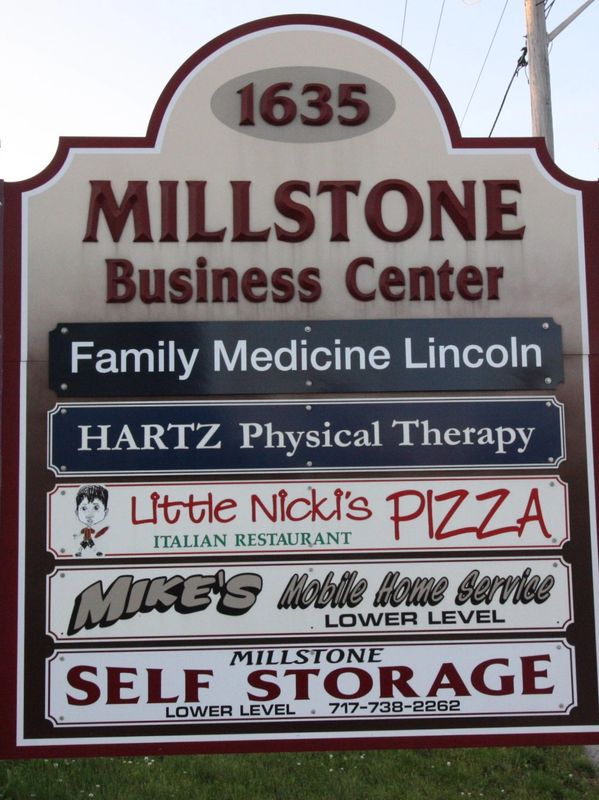 1635
MILLSTONE
Business Center
Family Medicine Lincoln
HARTZ Physical Therapy
Little Nicki's PIZZA
ITALIAN RESTAURANT
MIKE'S Mobile Home Service
LOWER LEVEL
MILLSTONE
SELF STORAGE
LOWER LEVEL 717-738-2262